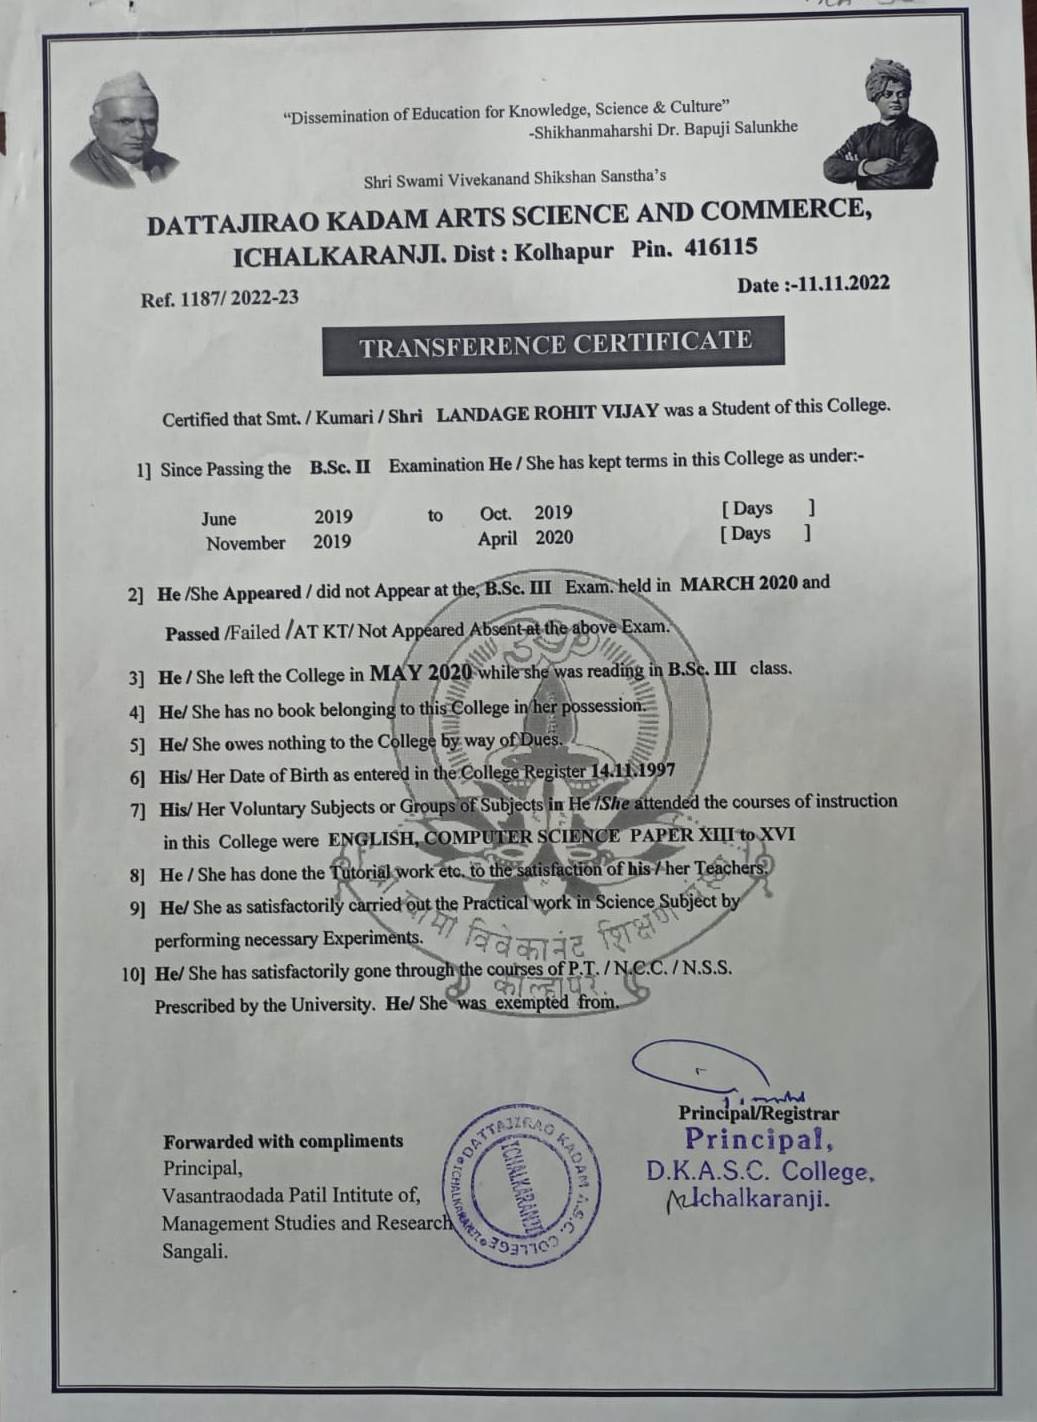 “Dissemination of Education for Knowledge, Science & Culture”
-Shikhanmaharshi Dr. Bapuji Salunkhe
Shri Swami Vivekanand Shikshan Sanstha’s
DATTAJIRAO KADAM ARTS SCIENCE AND COMMERCE,
ICHALKARANJI. Dist : Kolhapur Pin. 416115
Ref. 1187/ 2022-23 Date :-11.11.2022
TRANSFERENCE CERTIFICATE
Certified that Smt. / Kumari / Shri LANDAGE ROHIT VIJAY was a Student of this College.
1] Since Passing the B.Sc. II Examination He / She has kept terms in this College as under:-
June 2019 to Oct. 2019 [ Days ]
November 2019 April 2020 [ Days ]
2] He /She Appeared / did not Appear at the, B.Sc. III Exam. held in MARCH 2020 and
Passed /Failed /AT KT/ Not Appeared Absent at the above Exam.
3] He / She left the College in MAY 2020 while she was reading in B.Sc. III class.
4] He/ She has no book belonging to this College in her possession.
5] He/ She owes nothing to the College by way of Dues.
6] His/ Her Date of Birth as entered in the College Register 14.11.1997
7] His/ Her Voluntary Subjects or Groups of Subjects in He /She attended the courses of instruction
in this College were ENGLISH, COMPUTER SCIENCE PAPER XIII to XVI
8] He / She has done the Tutorial work etc. to the satisfaction of his / her Teachers.
9] He/ She as satisfactorily carried out the Practical work in Science Subject by
performing necessary Experiments.
10] He/ She has satisfactorily gone through the courses of P.T. / N.C.C. / N.S.S.
Prescribed by the University. He/ She was exempted from.
श्री स्वामी विवेकानंद शिक्षण संस्था
कोल्हापूर.
Principal/Registrar
Principal,
D.K.A.S.C. College,
Ichalkaranji.
Forwarded with compliments
Principal,
Vasantraodada Patil Intitute of,
Management Studies and Research
Sangali.
DATTAJIRAO KADAM A.S.C. COLLEGE ICHALKARANJI
ICHALKARANJI